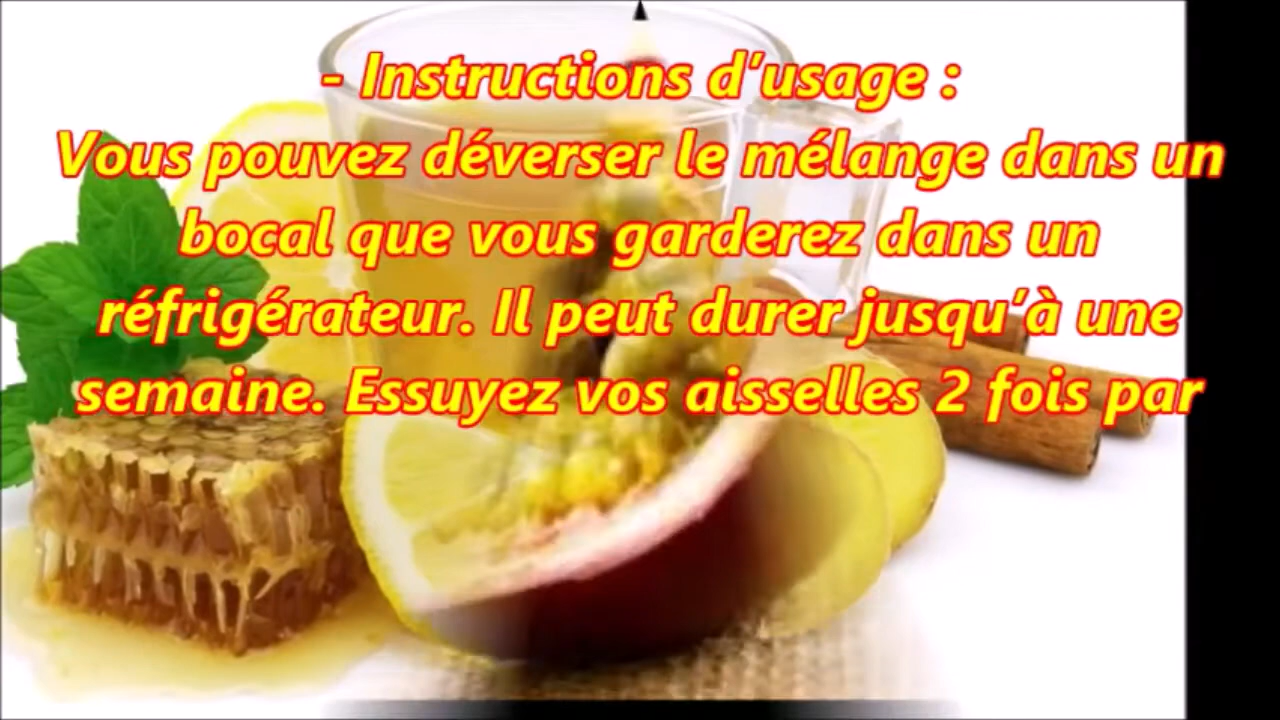 - Instructions d’usage :
Vous pouvez déverser le mélange dans un
bocal que vous garderez dans un
réfrigérateur. Il peut durer jusqu’à une
semaine. Essuyez vos aisselles 2 fois par